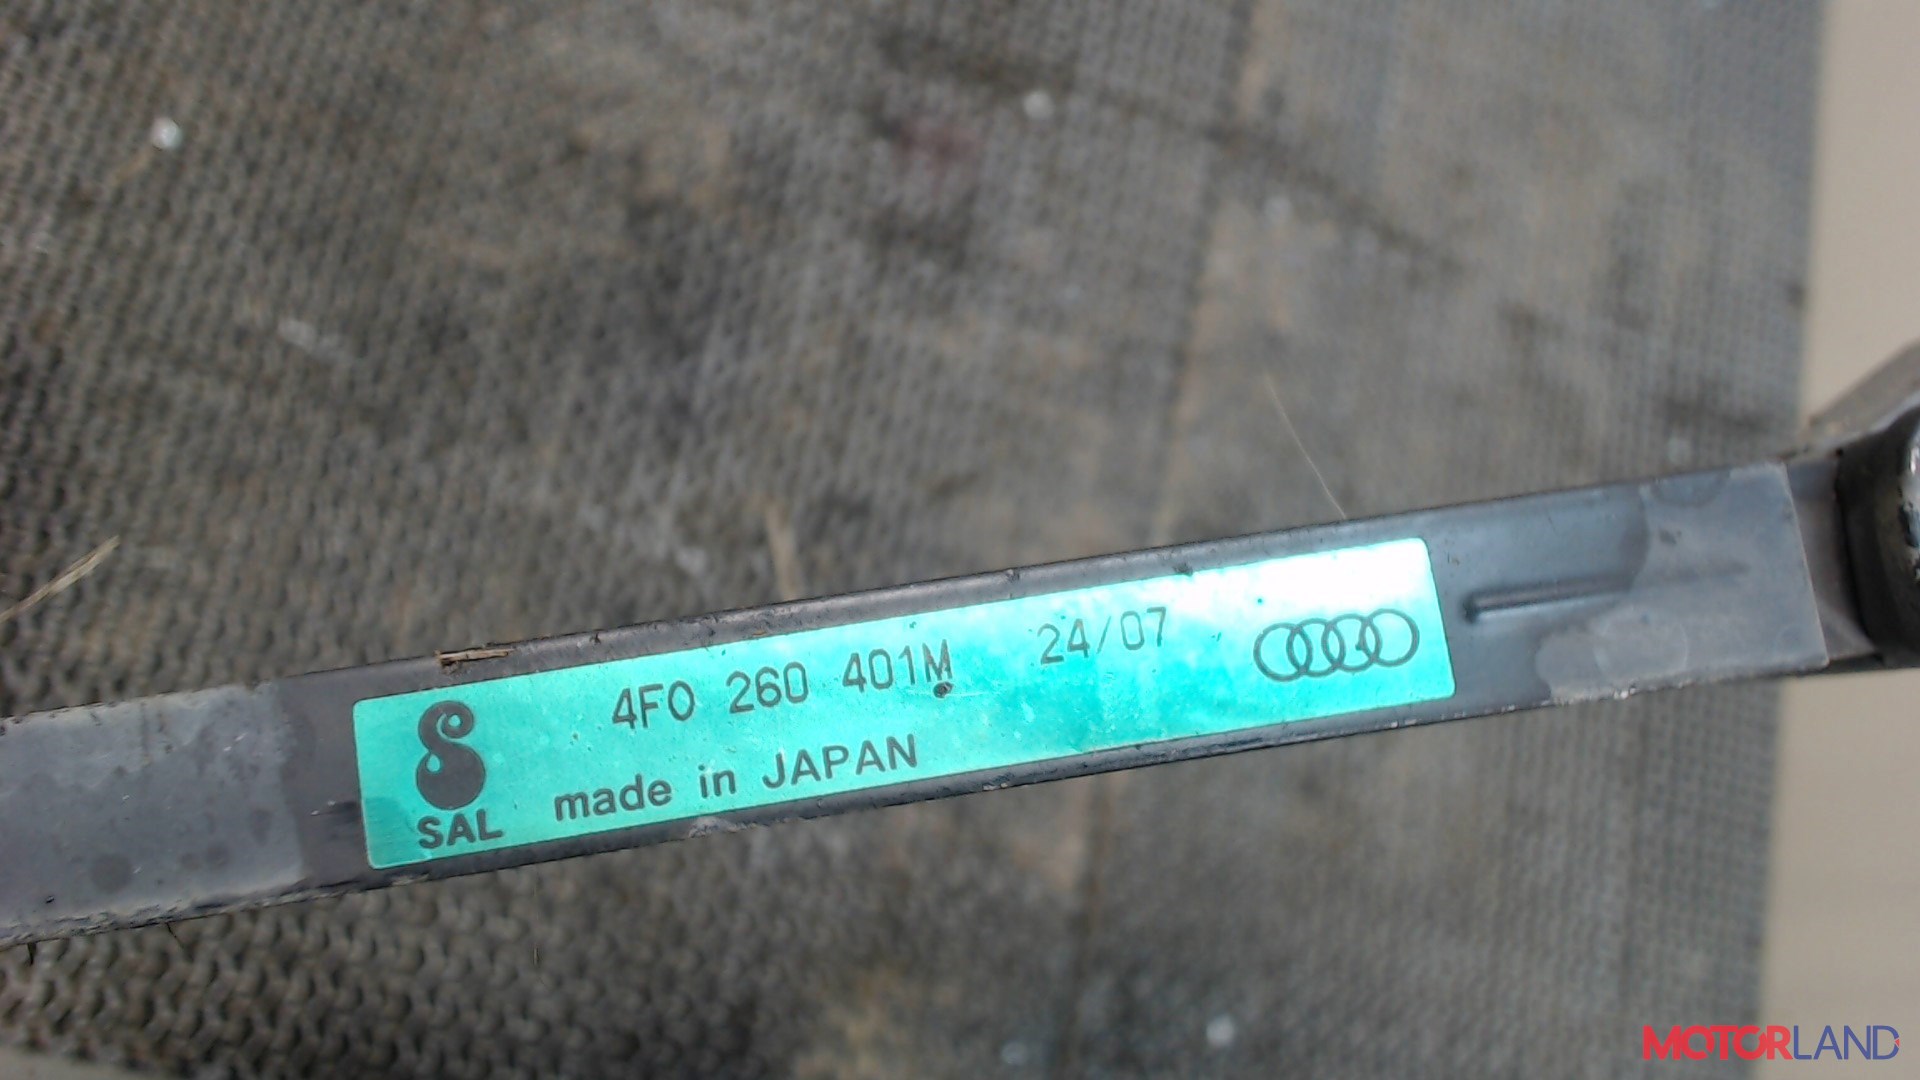 4F0 260 401M 24/07
SAL made in JAPAN
MOTORLAND